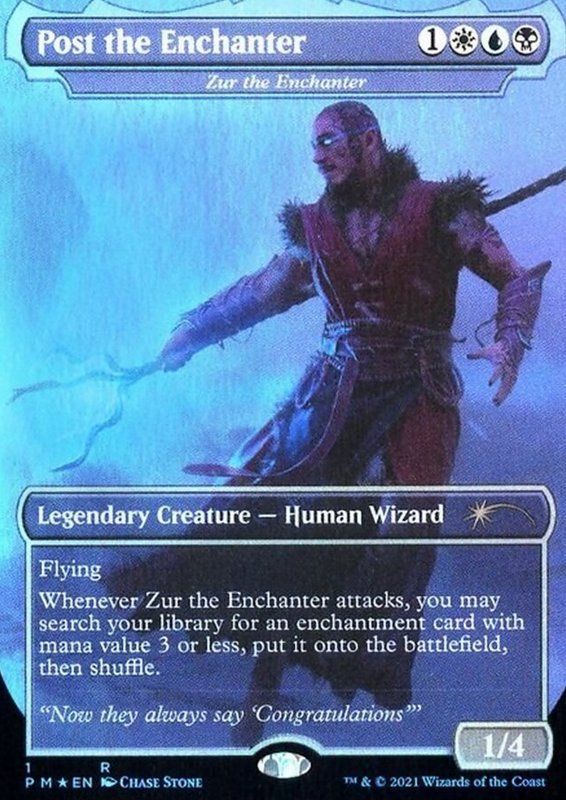 Post the Enchanter 1
Zur the Enchanter
Legendary Creature — Human Wizard
Flying
Whenever Zur the Enchanter attacks, you may
search your library for an enchantment card with
mana value 3 or less, put it onto the battlefield,
then shuffle.
“Now they always say ‘Congratulations’”
1/4
1 R
PM★EN Chase Stone
™ & © 2021 Wizards of the Coast